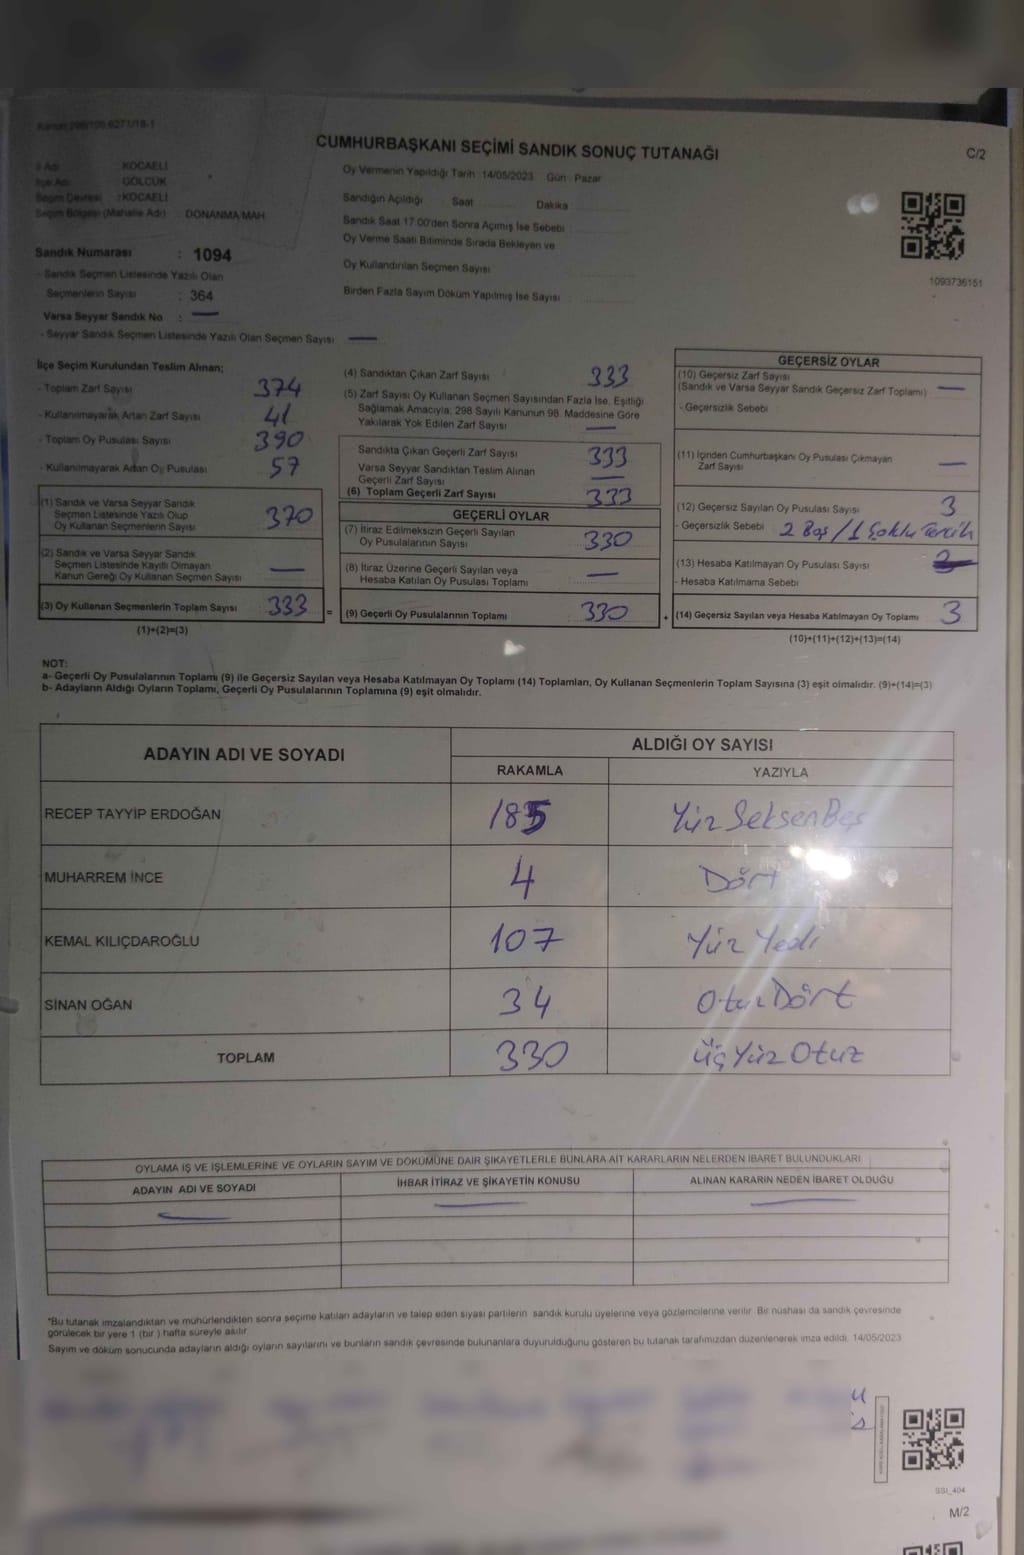 CUMHURBAŞKANI SEÇİMİ SANDIK SONUÇ TUTANAĞI
C/2
İl Adı : KOCAELİ
İlçe Adı : GÖLCÜK
Seçim Çevresi : KOCAELİ
Seçim Bölgesi (Mahalle Adı) : DONANMA MAH
Oy Vermenin Yapıldığı Tarih : 14/05/2023 Gün : Pazar
Sandığın Açıldığı Saat Dakika
Sandık Saat 17:00'den Sonra Açılmış İse Sebebi
Oy Verme Saati Bitiminde Sırada Bekleyen ve
Oy Kullandırılan Seçmen Sayısı
Birden Fazla Sayım Döküm Yapılmış İse Sayısı
1093736151
Sandık Numarası : 1094
- Sandık Seçmen Listesinde Yazılı Olan
Seçmenlerin Sayısı : 364
Varsa Seyyar Sandık No : —
- Seyyar Sandık Seçmen Listesinde Yazılı Olan Seçmen Sayısı —
İlçe Seçim Kurulundan Teslim Alınan;
- Toplam Zarf Sayısı 374
- Kullanılmayarak Artan Zarf Sayısı 41
- Toplam Oy Pusulası Sayısı 390
- Kullanılmayarak Artan Oy Pusulası 57
(1) Sandık ve Varsa Seyyar Sandık
Seçmen Listesinde Yazılı Olup
Oy Kullanan Seçmenlerin Sayısı 370
(2) Sandık ve Varsa Seyyar Sandık
Seçmen Listesinde Kayıtlı Olmayan
Kanun Gereği Oy Kullanan Seçmen Sayısı —
(3) Oy Kullanan Seçmenlerin Toplam Sayısı 333 =
(1)+(2)=(3)
(4) Sandıktan Çıkan Zarf Sayısı 333
(5) Zarf Sayısı Oy Kullanan Seçmen Sayısından Fazla İse, Eşitliği
Sağlamak Amacıyla; 298 Sayılı Kanunun 98. Maddesine Göre
Yakılarak Yok Edilen Zarf Sayısı —
Sandıkta Çıkan Geçerli Zarf Sayısı 333
Varsa Seyyar Sandıktan Teslim Alınan
Geçerli Zarf Sayısı —
(6) Toplam Geçerli Zarf Sayısı 333
GEÇERLİ OYLAR
(7) İtiraz Edilmeksizin Geçerli Sayılan
Oy Pusulalarının Sayısı 330
(8) İtiraz Üzerine Geçerli Sayılan veya
Hesaba Katılan Oy Pusulası Toplamı —
(9) Geçerli Oy Pusulalarının Toplamı 330 +
GEÇERSİZ OYLAR
(10) Geçersiz Zarf Sayısı
(Sandık ve Varsa Seyyar Sandık Geçersiz Zarf Toplamı) —
- Geçersizlik Sebebi
(11) İçinden Cumhurbaşkanı Oy Pusulası Çıkmayan
Zarf Sayısı —
(12) Geçersiz Sayılan Oy Pusulası Sayısı 3
- Geçersizlik Sebebi 2 Boş / 1 Çoklu Tercih
(13) Hesaba Katılmayan Oy Pusulası Sayısı
- Hesaba Katılmama Sebebi
(14) Geçersiz Sayılan veya Hesaba Katılmayan Oy Toplamı 3
(10)+(11)+(12)+(13)=(14)
NOT:
a- Geçerli Oy Pusulalarının Toplamı (9) ile Geçersiz Sayılan veya Hesaba Katılmayan Oy Toplamı (14) Toplamları, Oy Kullanan Seçmenlerin Toplam Sayısına (3) eşit olmalıdır. (9)+(14)=(3)
b- Adayların Aldığı Oyların Toplamı, Geçerli Oy Pusulalarının Toplamına (9) eşit olmalıdır.
ADAYIN ADI VE SOYADI
ALDIĞI OY SAYISI
RAKAMLA YAZIYLA
RECEP TAYYİP ERDOĞAN 185 Yüz Seksen Beş
MUHARREM İNCE 4 Dört
KEMAL KILIÇDAROĞLU 107 Yüz Yedi
SİNAN OĞAN 34 Otuz Dört
TOPLAM 330 Üç Yüz Otuz
OYLAMA İŞ VE İŞLEMLERİNE VE OYLARIN SAYIM VE DÖKÜMÜNE DAİR ŞİKAYETLERLE BUNLARA AİT KARARLARIN NELERDEN İBARET BULUNDUKLARI
ADAYIN ADI VE SOYADI İHBAR İTİRAZ VE ŞİKAYETİN KONUSU ALINAN KARARIN NEDEN İBARET OLDUĞU
— — —
*Bu tutanak imzalandıktan ve mühürlendikten sonra seçime katılan adayların ve talep eden siyasi partilerin sandık kurulu üyelerine veya gözlemcilerine verilir. Bir nüshası da sandık çevresinde
görülecek bir yere 1 (bir) hafta süreyle asılır.
Sayım ve döküm sonucunda adayların aldığı oyların sayılarını ve bunların sandık çevresinde bulunanlara duyurulduğunu gösteren bu tutanak tarafımızdan düzenlenerek imza edildi. 14/05/2023
SSI_404
M/2